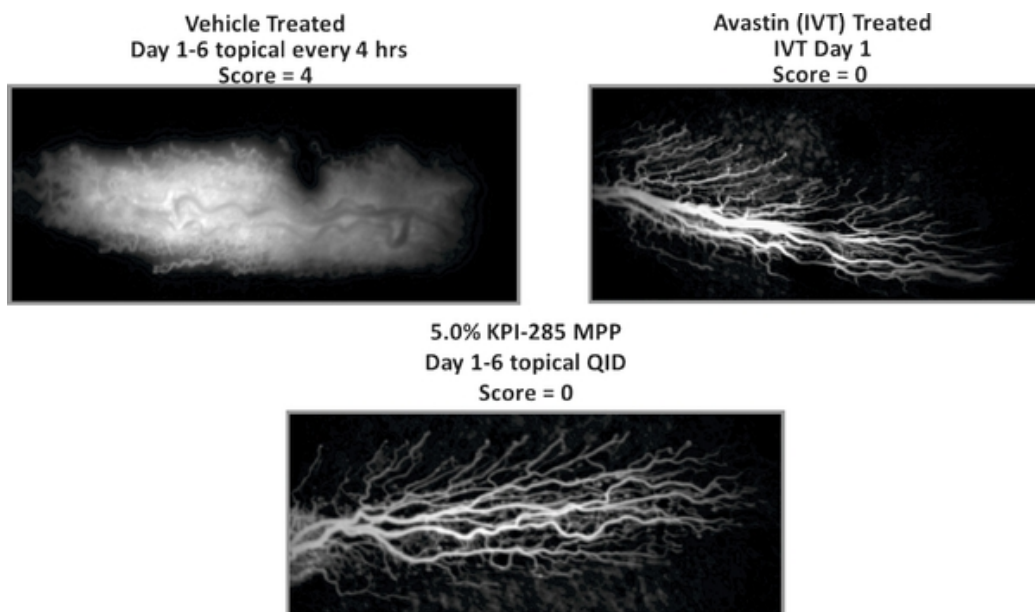 Vehicle Treated
Day 1-6 topical every 4 hrs
Score = 4
Avastin (IVT) Treated
IVT Day 1
Score = 0
5.0% KPI-285 MPP
Day 1-6 topical QID
Score = 0